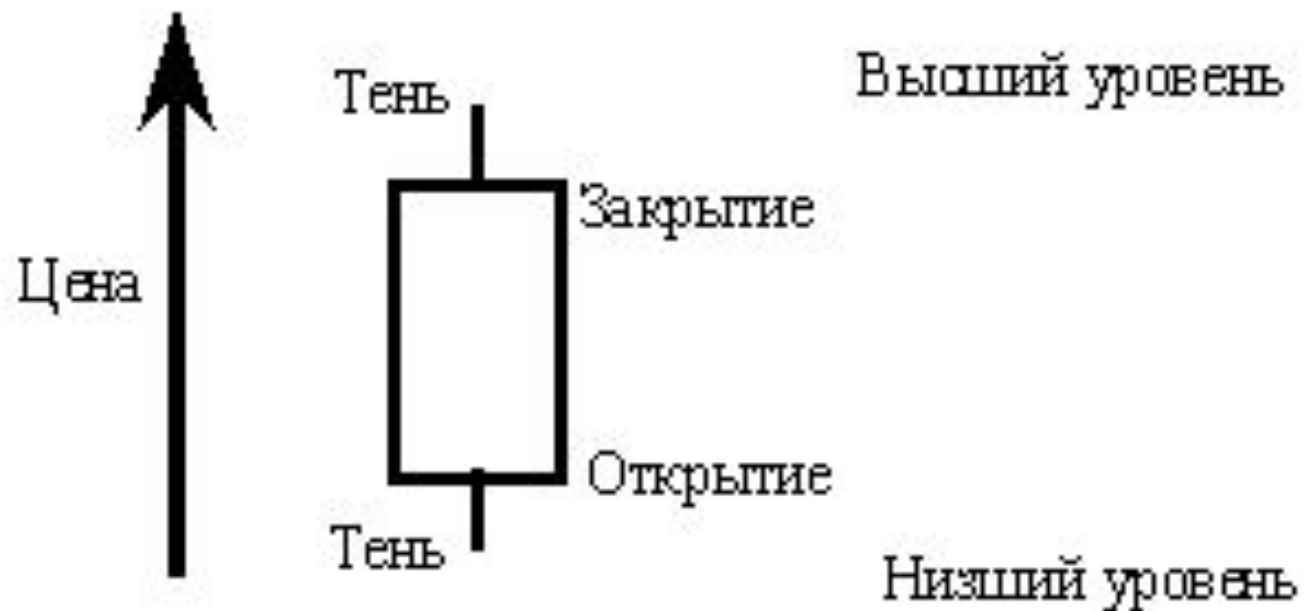 Высший уровень
Тень
Закрытие
Цена
Открытие
Тень
Низший уровень